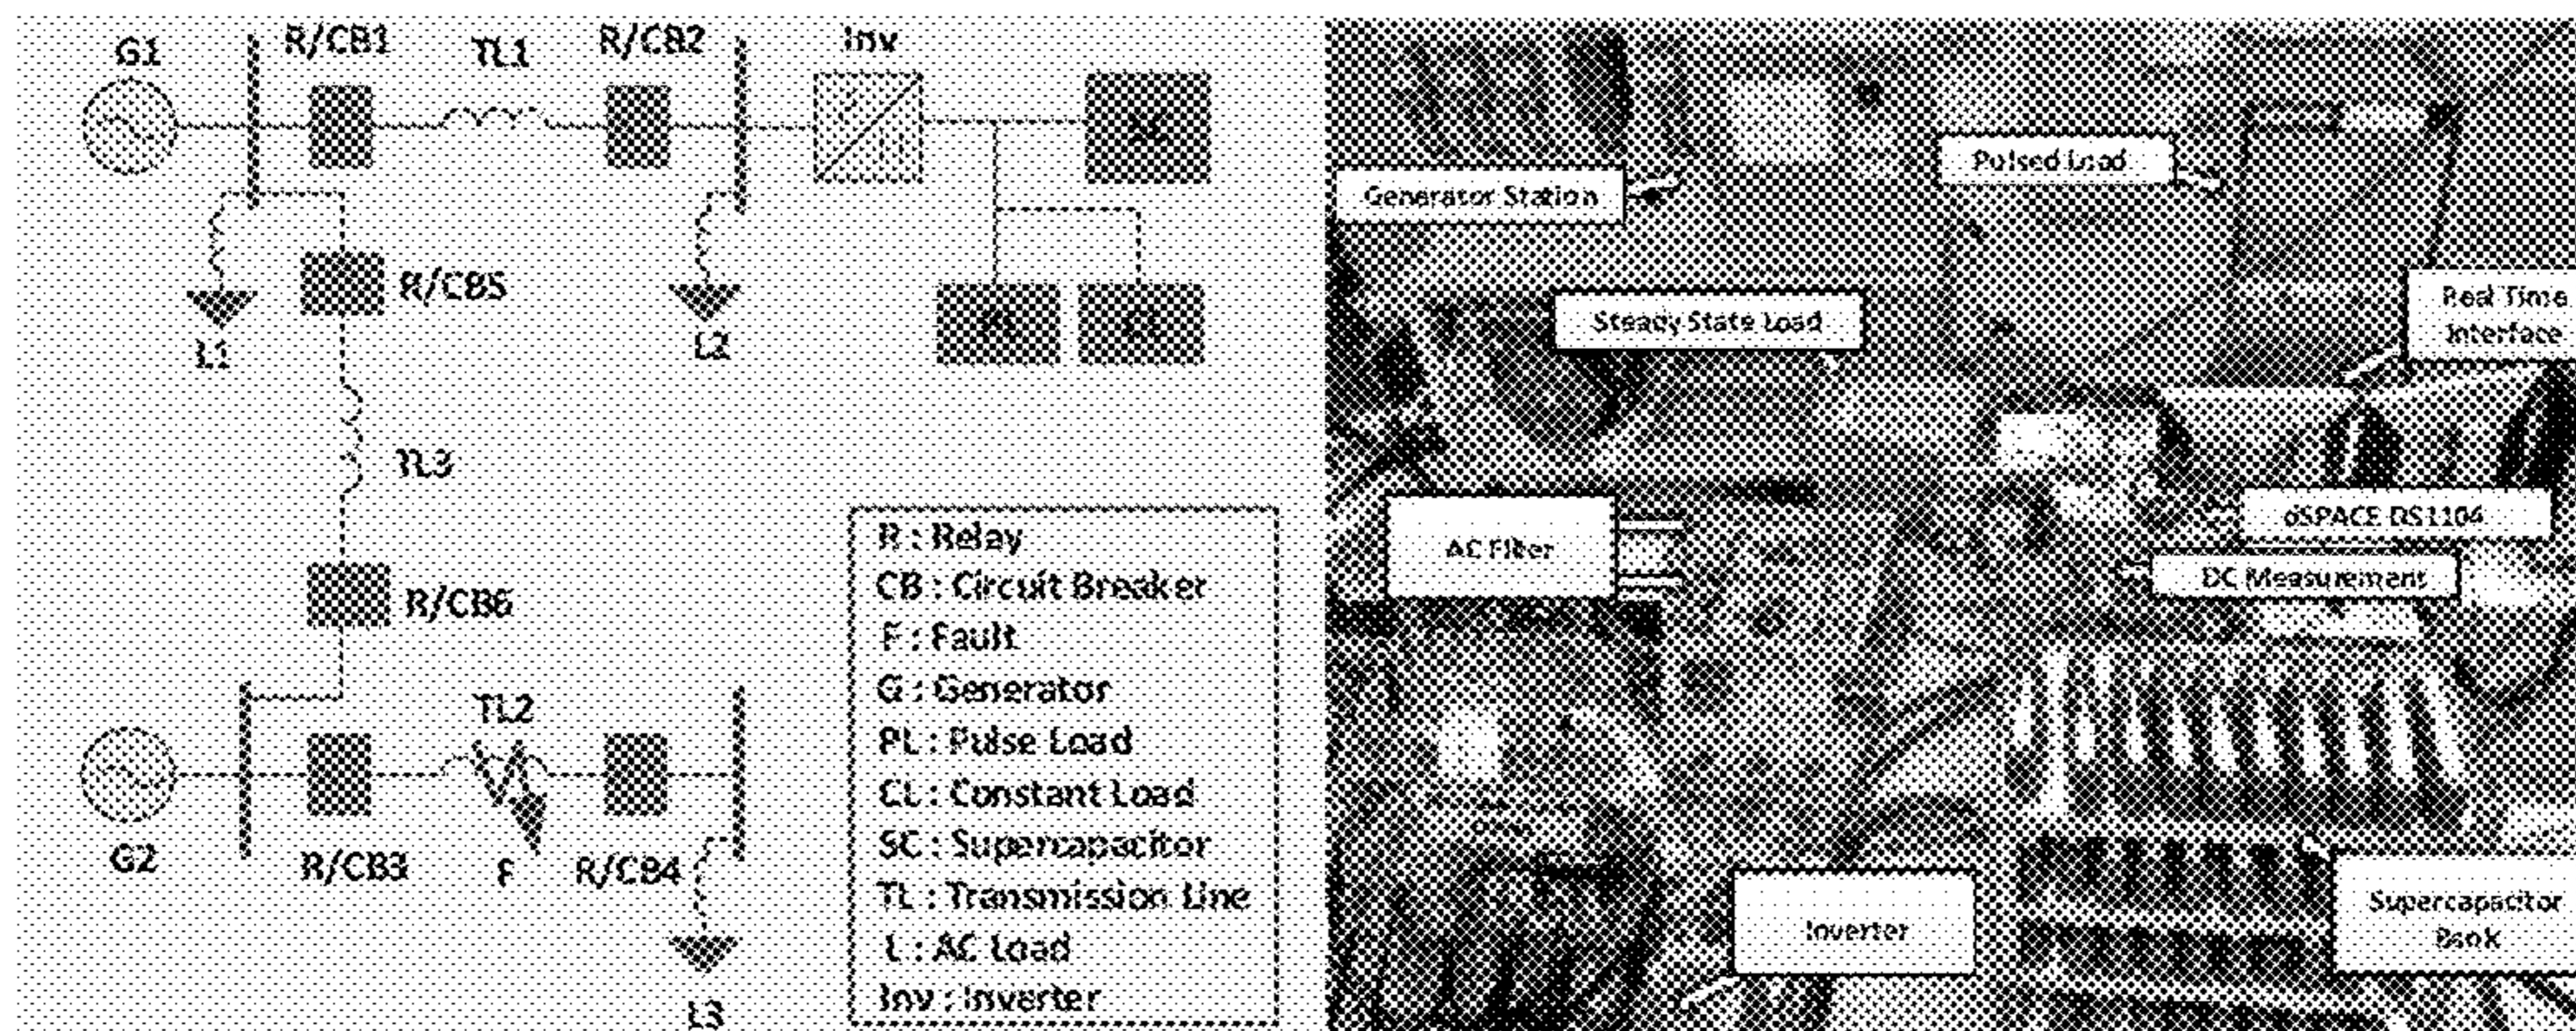 G1
R/CB1
TL1
R/CB2
Inv
L1
R/CB5
L2
TL3
R/CB6
G2
R/CB3
TL2
F
R/CB4
L3
R : Relay
CB : Circuit Breaker
F : Fault
G : Generator
PL : Pulse Load
CL : Constant Load
SC : Supercapacitor
TL : Transmission Line
L : AC Load
Inv : Inverter
Generator Station
Pulsed Load
Steady State Load
Real Time
Interface
AC Filter
dSPACE DS1104
DC Measurement
Inverter
Supercapacitor
Bank